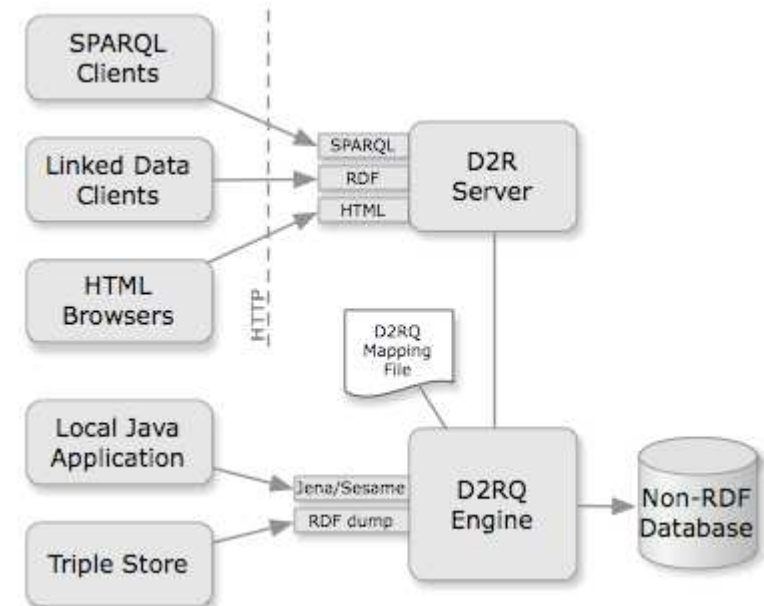 SPARQL
Clients
Linked Data
Clients
HTML
Browsers
HTTP
SPARQL
RDF
HTML
D2R
Server
D2RQ
Mapping
File
Local Java
Application
Triple Store
Jena/Sesame
RDF dump
D2RQ
Engine
Non-RDF
Database